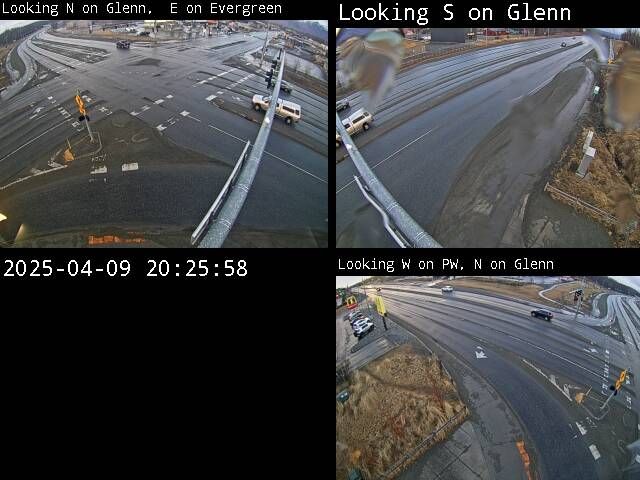 Looking N on Glenn,  E on Evergreen
Looking S on Glenn
2025-04-09 20:25:58
Looking W on PW, N on Glenn